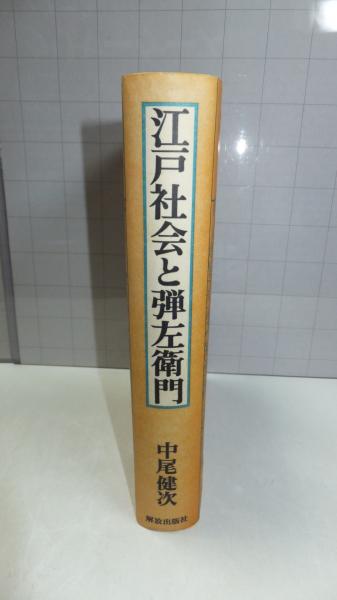 江戸社会と弾左衛門
中尾健次
解放出版社